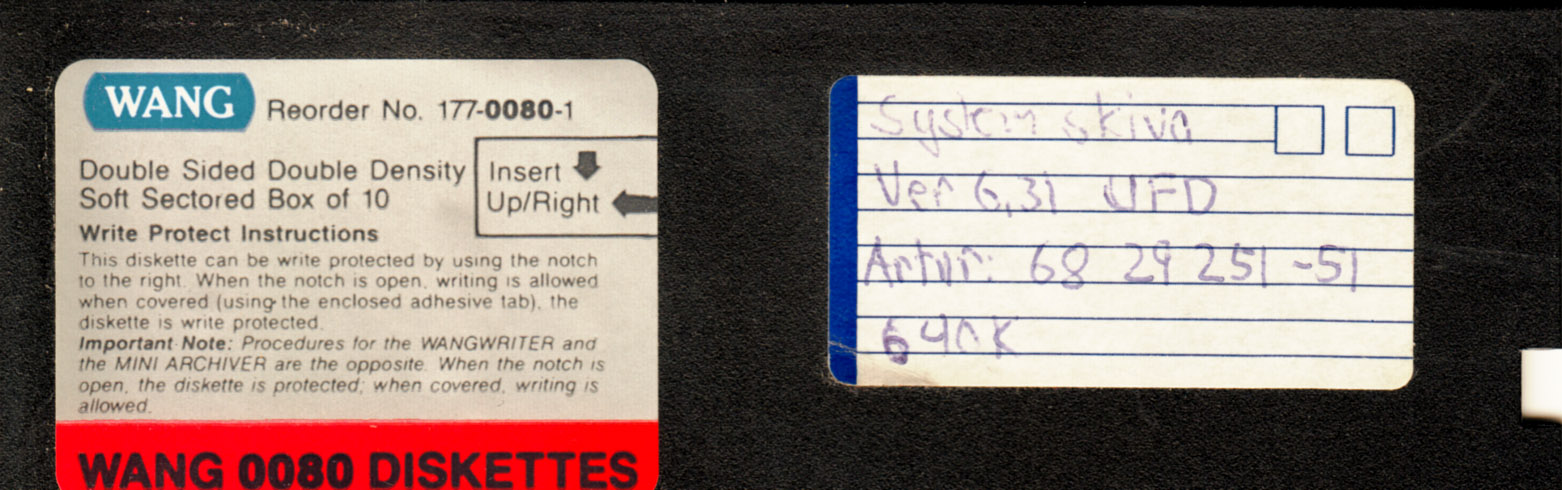 WANG Reorder No. 177-0080-1
Double Sided Double Density
Soft Sectored Box of 10
Insert
Up/Right
Write Protect Instructions
This diskette can be write protected by using the notch
to the right. When the notch is open, writing is allowed
when covered (using the enclosed adhesive tab), the
diskette is write protected.
Important Note: Procedures for the WANGWRITER and
the MINI ARCHIVER are the opposite. When the notch is
open, the diskette is protected; when covered, writing is
allowed.
WANG 0080 DISKETTES
System skiva
Ver 6,31 UFD
Artnr: 68 29 251-51
640K